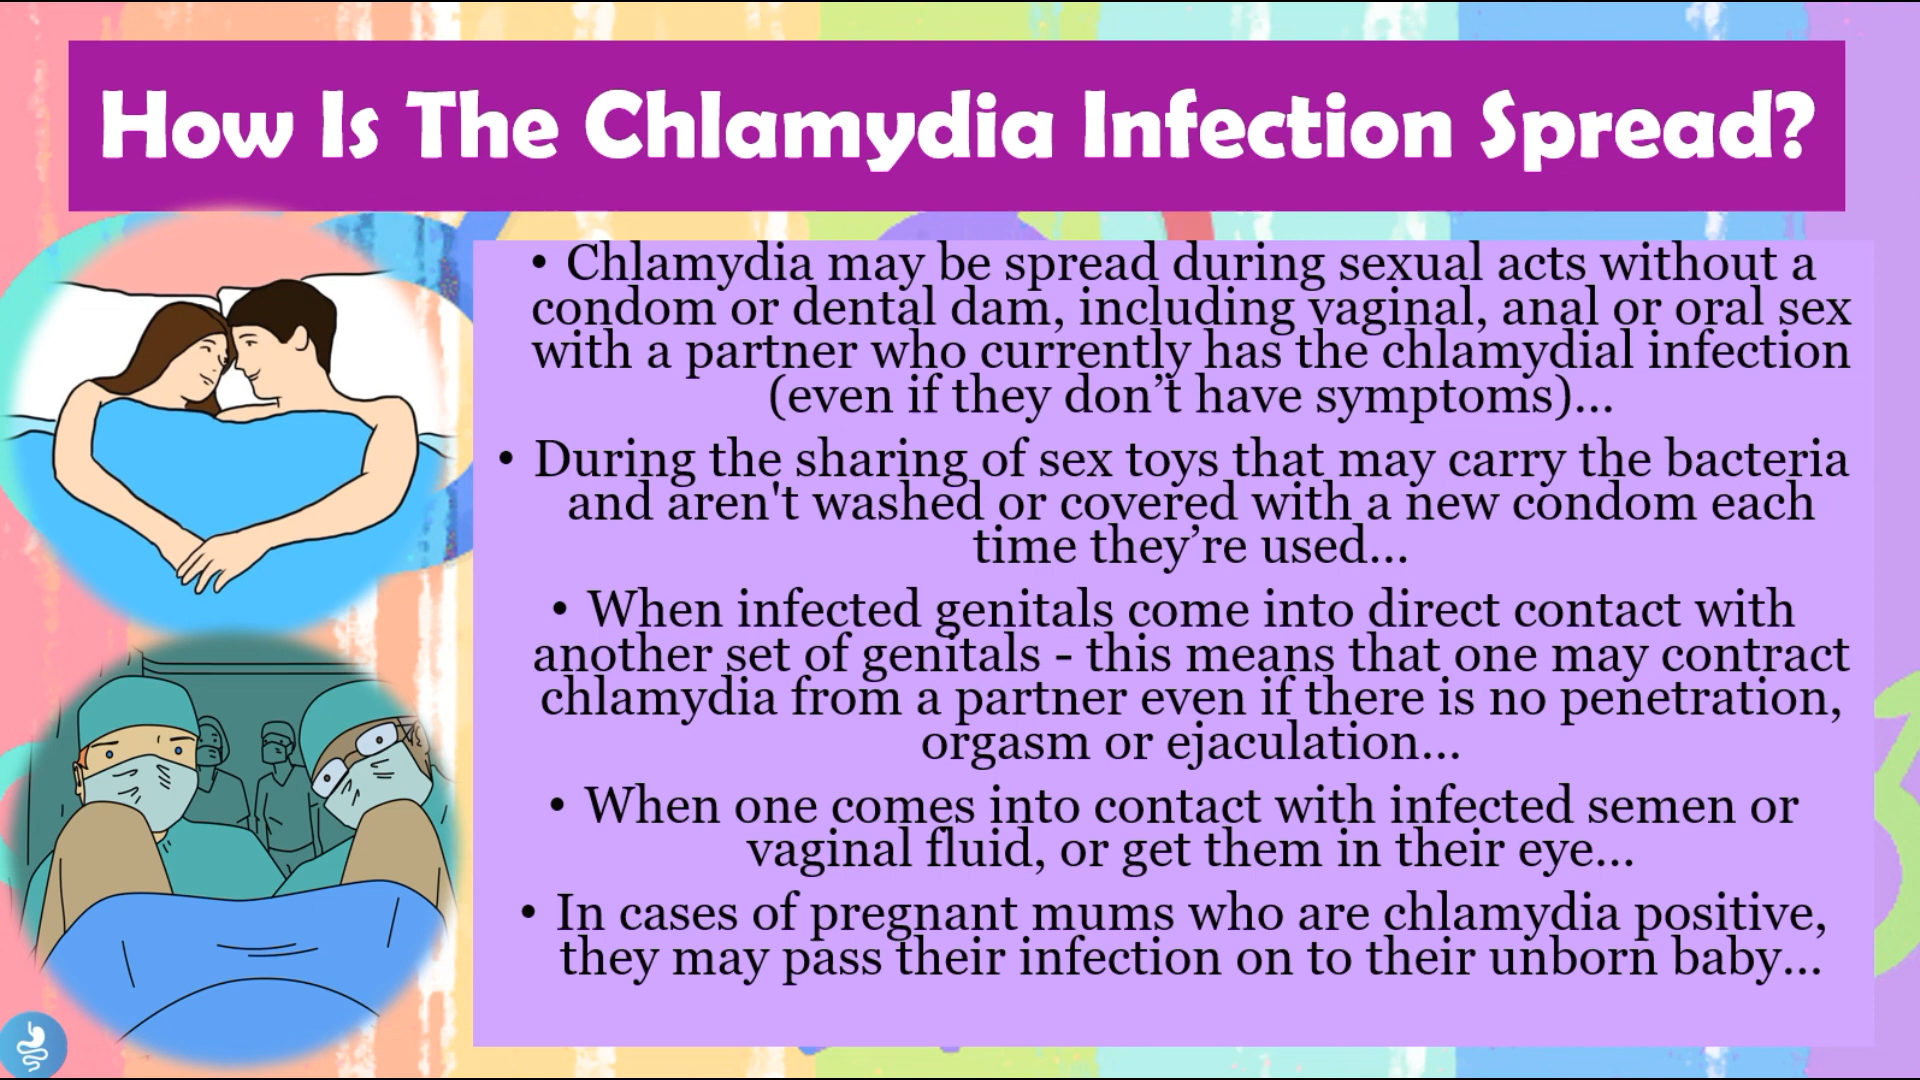 How Is The Chlamydia Infection Spread?
• Chlamydia may be spread during sexual acts without a
condom or dental dam, including vaginal, anal or oral sex
with a partner who currently has the chlamydial infection
(even if they don’t have symptoms)...
• During the sharing of sex toys that may carry the bacteria
and aren't washed or covered with a new condom each
time they’re used...
• When infected genitals come into direct contact with
another set of genitals - this means that one may contract
chlamydia from a partner even if there is no penetration,
orgasm or ejaculation...
• When one comes into contact with infected semen or
vaginal fluid, or get them in their eye...
• In cases of pregnant mums who are chlamydia positive,
they may pass their infection on to their unborn baby...